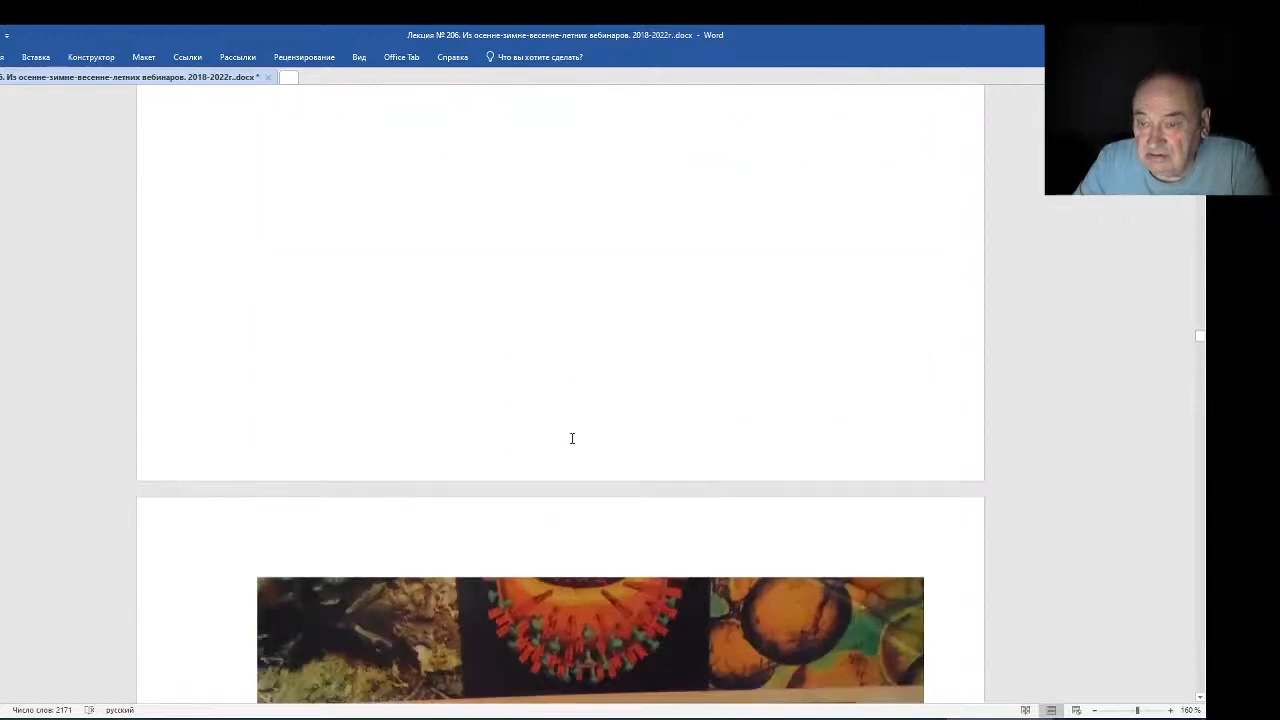 Лекция № 206. Из осенне-зимне-весенне-летних вебинаров. 2018-2022г..docx - Word
Вставка Конструктор Макет Ссылки Рассылки Рецензирование Вид Office Tab Справка Что вы хотите сделать?
6. Из осенне-зимне-весенне-летних вебинаров. 2018-2022г..docx *
Число слов: 2171 русский 160 %